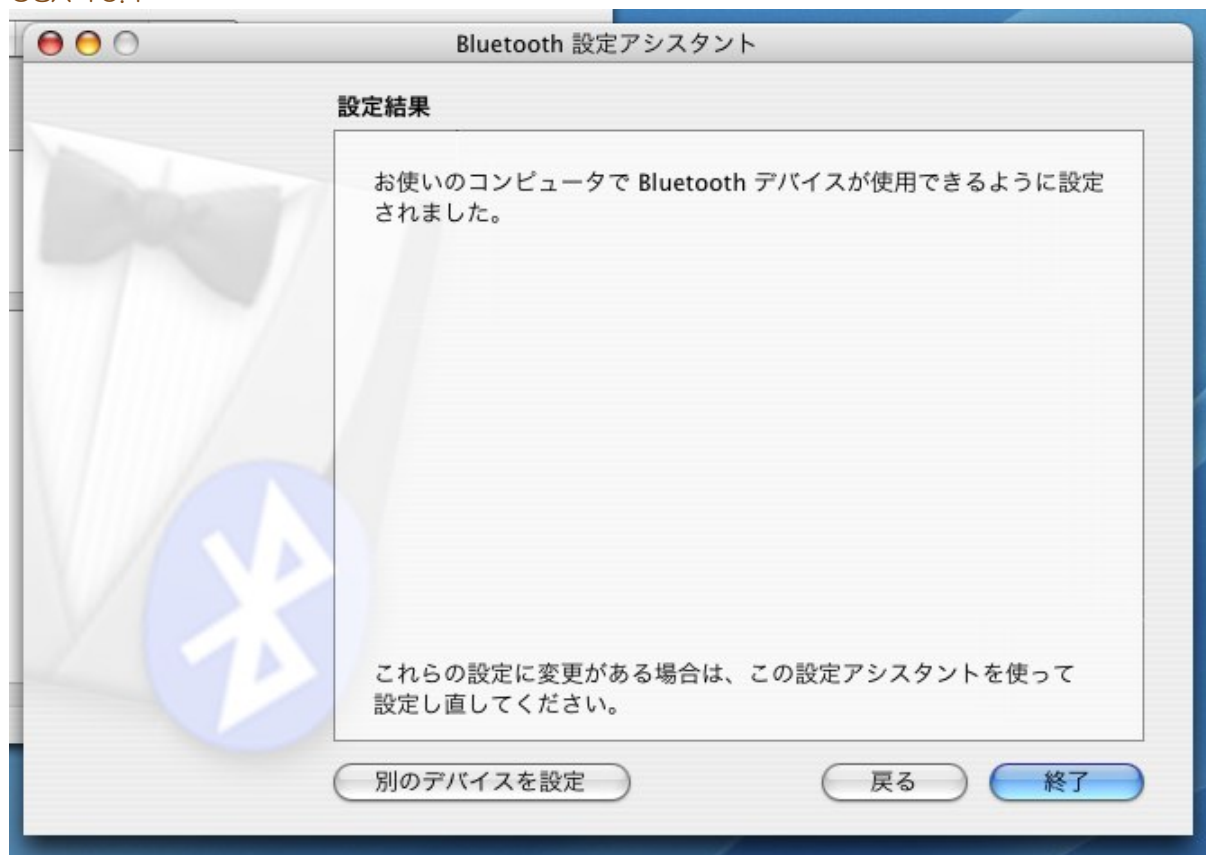 Bluetooth 設定アシスタント
設定結果
お使いのコンピュータで Bluetooth デバイスが使用できるように設定
されました。
これらの設定に変更がある場合は、この設定アシスタントを使って
設定し直してください。
別のデバイスを設定
戻る
終了